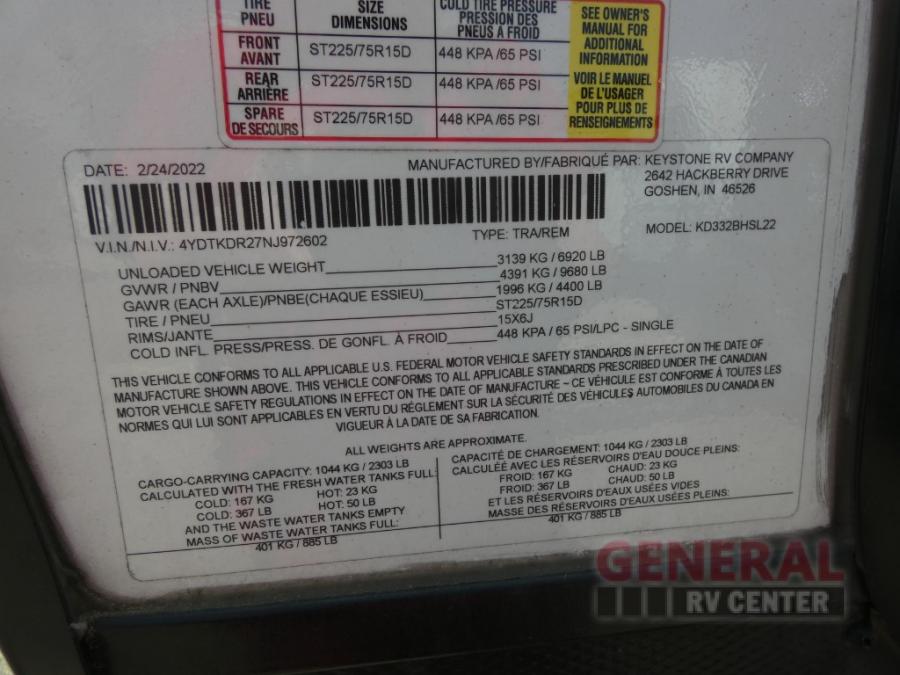 TIRE SIZE COLD TIRE PRESSURE
PNEU DIMENSIONS PRESSION DES PNEUS À FROID
FRONT AVANT ST225/75R15D 448 KPA /65 PSI
REAR ARRIÈRE ST225/75R15D 448 KPA /65 PSI
SPARE DE SECOURS ST225/75R15D 448 KPA /65 PSI
SEE OWNER'S
MANUAL FOR
ADDITIONAL
INFORMATION
VOIR LE MANUEL
DE L'USAGER
POUR PLUS DE
RENSEIGNEMENTS
DATE: 2/24/2022
MANUFACTURED BY/FABRIQUÉ PAR: KEYSTONE RV COMPANY
2642 HACKBERRY DRIVE
GOSHEN, IN 46526
V.I.N./N.I.V.: 4YDTKDR27NJ972602
TYPE: TRA/REM
MODEL: KD332BHSL22
UNLOADED VEHICLE WEIGHT 3139 KG / 6920 LB
GVWR / PNBV 4391 KG / 9680 LB
GAWR (EACH AXLE)/PNBE(CHAQUE ESSIEU) 1996 KG / 4400 LB
TIRE / PNEU ST225/75R15D
RIMS/JANTE 15X6J
COLD INFL. PRESS/PRESS. DE GONFL. À FROID 448 KPA / 65 PSI/LPC - SINGLE
THIS VEHICLE CONFORMS TO ALL APPLICABLE U.S. FEDERAL MOTOR VEHICLE SAFETY STANDARDS IN EFFECT ON THE DATE OF
MANUFACTURE SHOWN ABOVE. THIS VEHICLE CONFORMS TO ALL APPLICABLE STANDARDS PRESCRIBED UNDER THE CANADIAN
MOTOR VEHICLE SAFETY REGULATIONS IN EFFECT ON THE DATE OF MANUFACTURE ~ CE VÉHICULE EST CONFORME À TOUTES LES
NORMES QUI LUI SONT APPLICABLES EN VERTU DU RÉGLEMENT SUR LA SÉCURITÉ DES VÉHICULES AUTOMOBILES DU CANADA EN
VIGUEUR À LA DATE DE SA FABRICATION.
ALL WEIGHTS ARE APPROXIMATE.
CARGO-CARRYING CAPACITY: 1044 KG / 2303 LB
CALCULATED WITH THE FRESH WATER TANKS FULL:
COLD: 167 KG HOT: 23 KG
COLD: 367 LB HOT: 50 LB
AND THE WASTE WATER TANKS EMPTY
MASS OF WASTE WATER TANKS FULL:
401 KG / 885 LB
CAPACITÉ DE CHARGEMENT: 1044 KG / 2303 LB
CALCULÉE AVEC LES RÉSERVOIRS D'EAU DOUCE PLEINS:
FROID: 167 KG CHAUD: 23 KG
FROID: 367 LB CHAUD: 50 LB
ET LES RÉSERVOIRS D'EAUX USÉES VIDES
MASSE DES RÉSERVOIRS D'EAUX USÉES PLEINS:
401 KG / 885 LB
GENERAL
RV CENTER